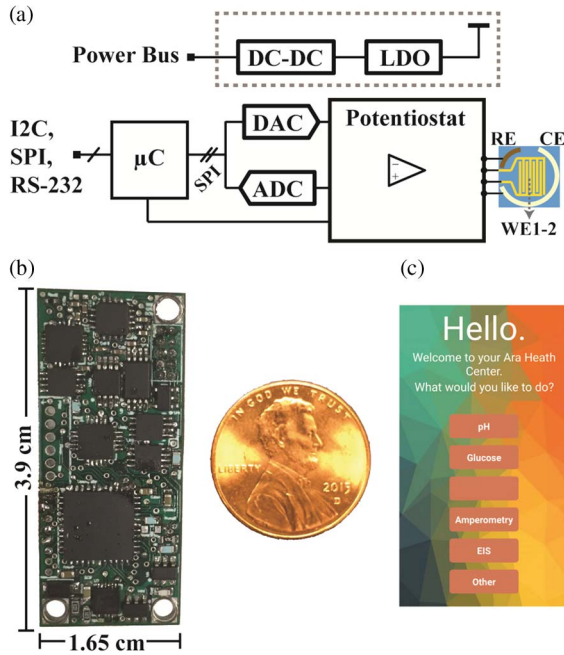 (a)
Power Bus
DC-DC
LDO
I2C,
SPI,
RS-232
µC
SPI
DAC
ADC
Potentiostat
RE
CE
WE1-2
(b)
3.9 cm
1.65 cm
IN GOD WE TRUST
LIBERTY
2015
D
(c)
Hello.
Welcome to your Ara Heath
Center.
What would you like to do?
pH
Glucose
Amperometry
EIS
Other